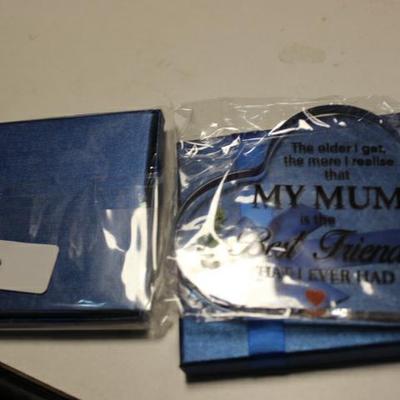 The older I get,
the more I realise
that
MY MUM
is the
Best Friend
THAT I EVER HAD